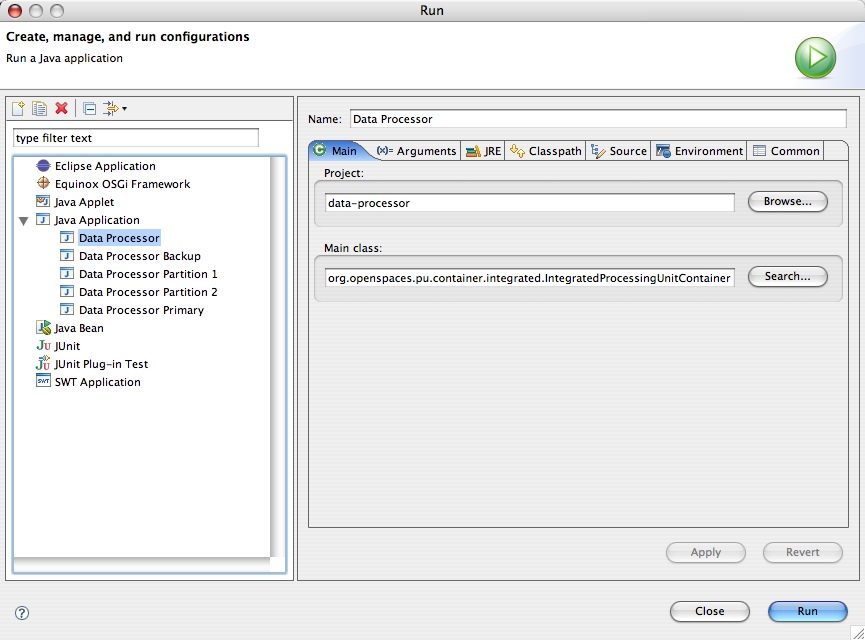 Run
Create, manage, and run configurations
Run a Java application
type filter text
Eclipse Application
Equinox OSGi Framework
Java Applet
Java Application
Data Processor
Data Processor Backup
Data Processor Partition 1
Data Processor Partition 2
Data Processor Primary
Java Bean
JUnit
JUnit Plug-in Test
SWT Application
Name: Data Processor
Main (x)= Arguments JRE Classpath Source Environment Common
Project:
data-processor Browse...
Main class:
org.openspaces.pu.container.integrated.IntegratedProcessingUnitContainer Search...
Apply Revert
? Close Run